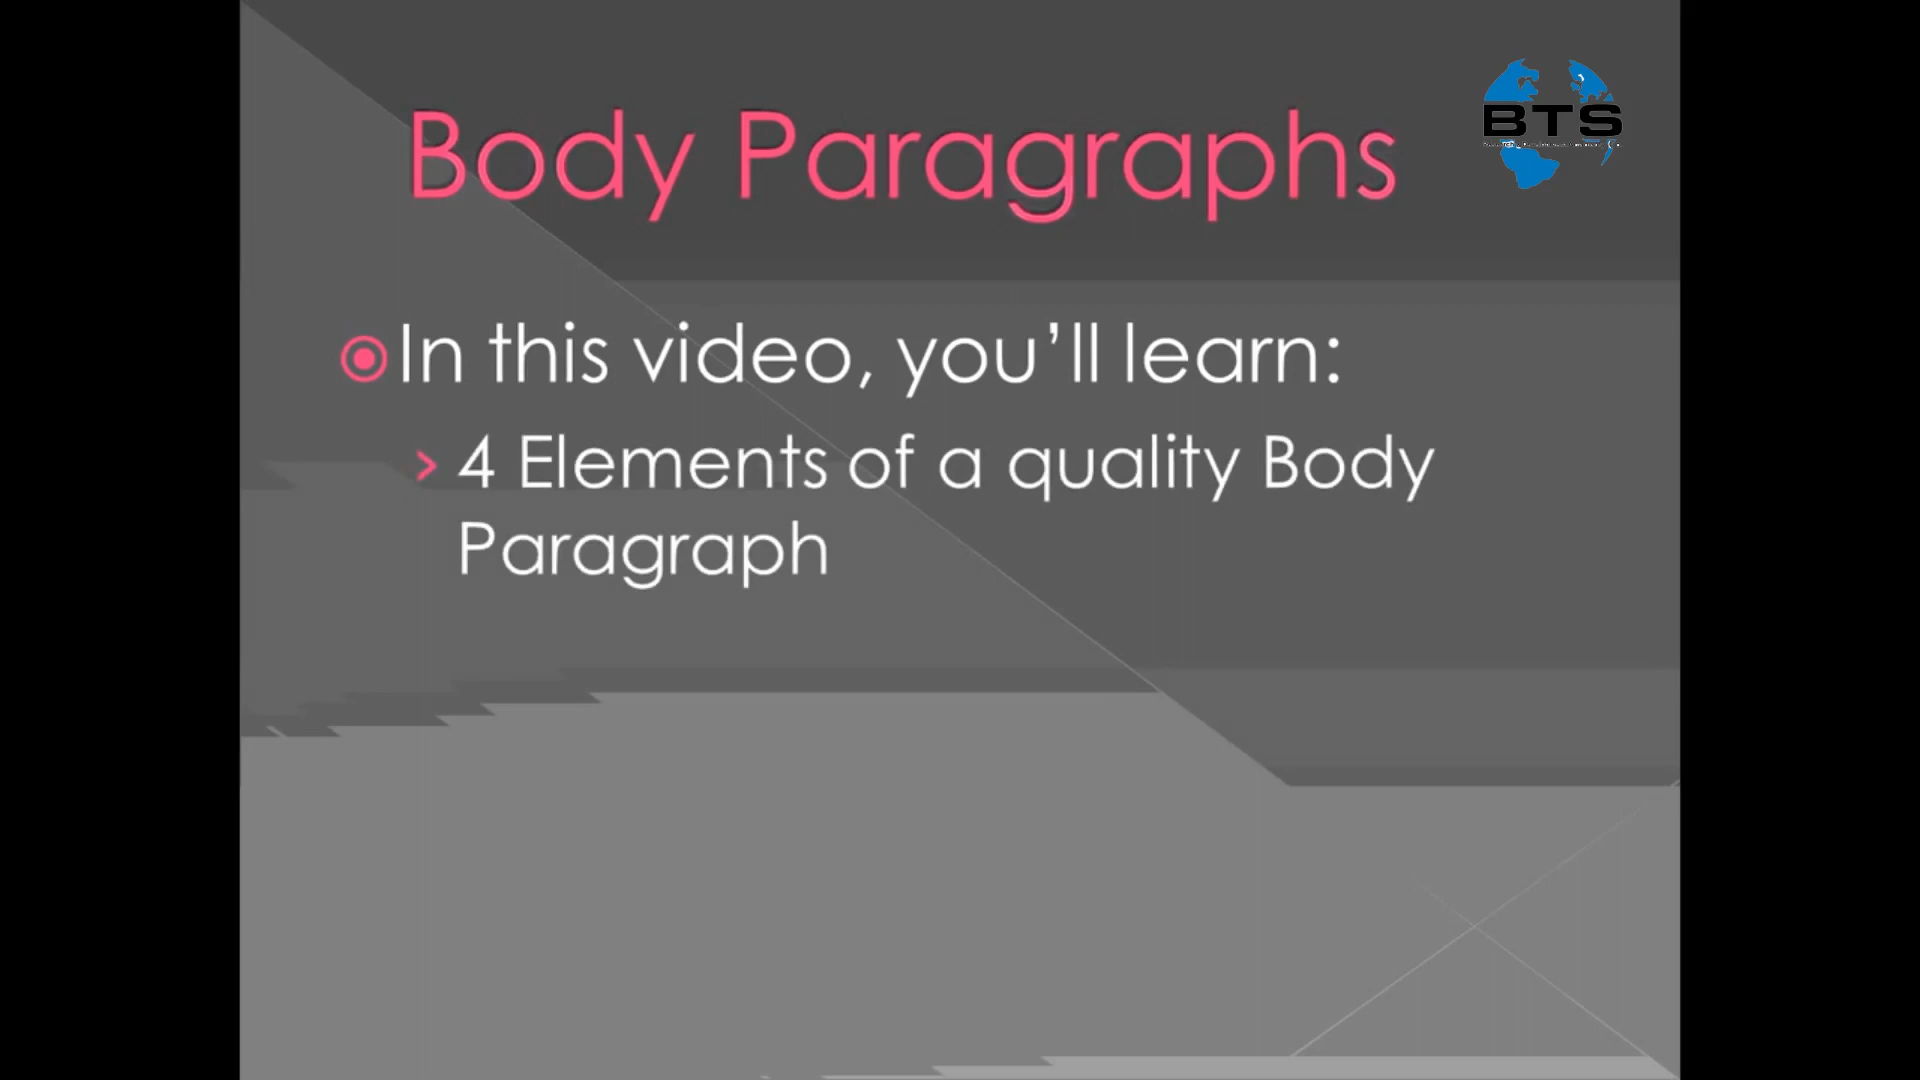 Body Paragraphs
BTS
In this video, you’ll learn:
4 Elements of a quality Body
Paragraph